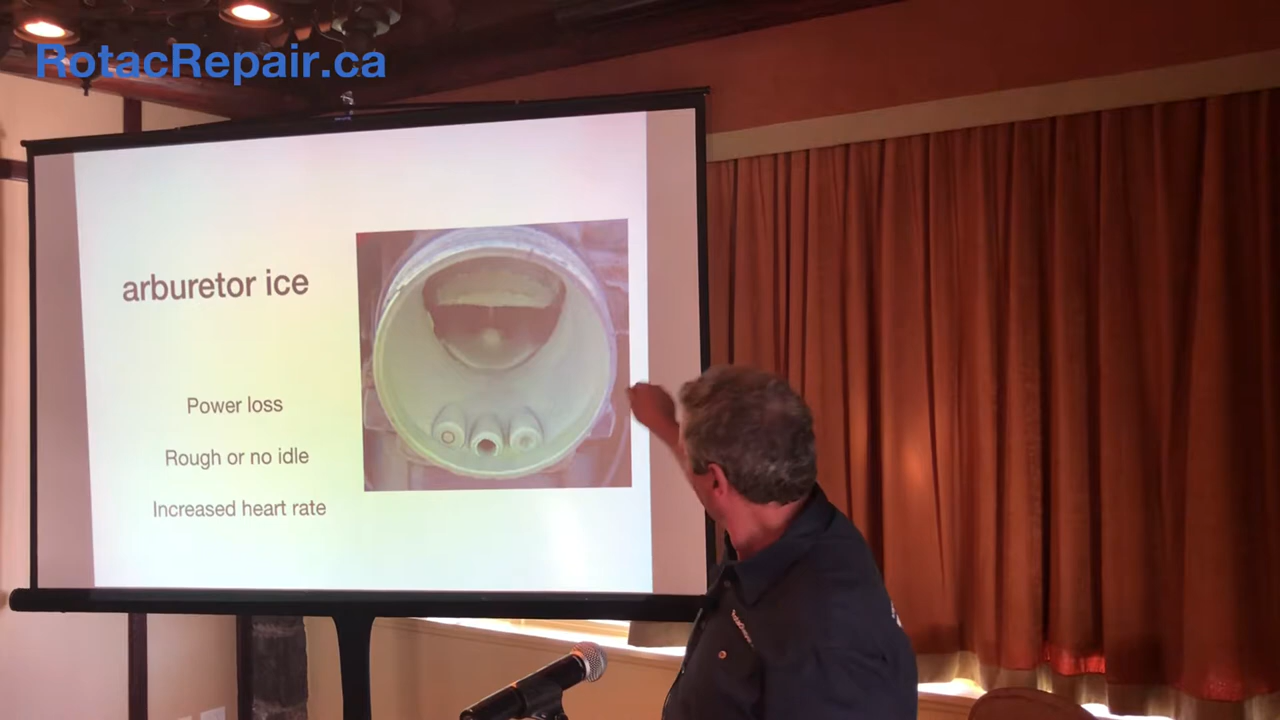 RotacRepair.ca
arburetor ice
Power loss
Rough or no idle
Increased heart rate